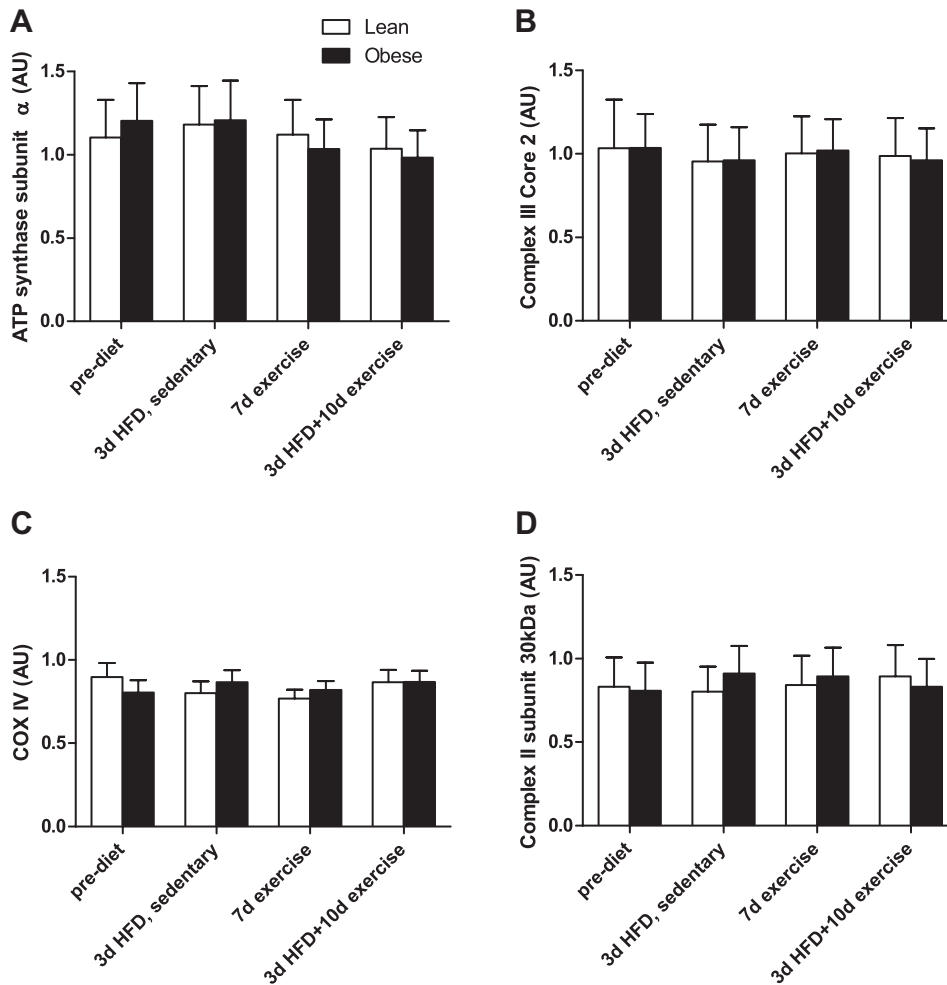 A
Lean
Obese
ATP synthase subunit α (AU)
1.5
1.0
0.5
0.0
pre-diet
3d HFD, sedentary
7d exercise
3d HFD+10d exercise
B
Complex III Core 2 (AU)
1.5
1.0
0.5
0.0
pre-diet
3d HFD, sedentary
7d exercise
3d HFD+10d exercise
C
COX IV (AU)
1.5
1.0
0.5
0.0
pre-diet
3d HFD, sedentary
7d exercise
3d HFD+10d exercise
D
Complex II subunit 30kDa (AU)
1.5
1.0
0.5
0.0
pre-diet
3d HFD, sedentary
7d exercise
3d HFD+10d exercise